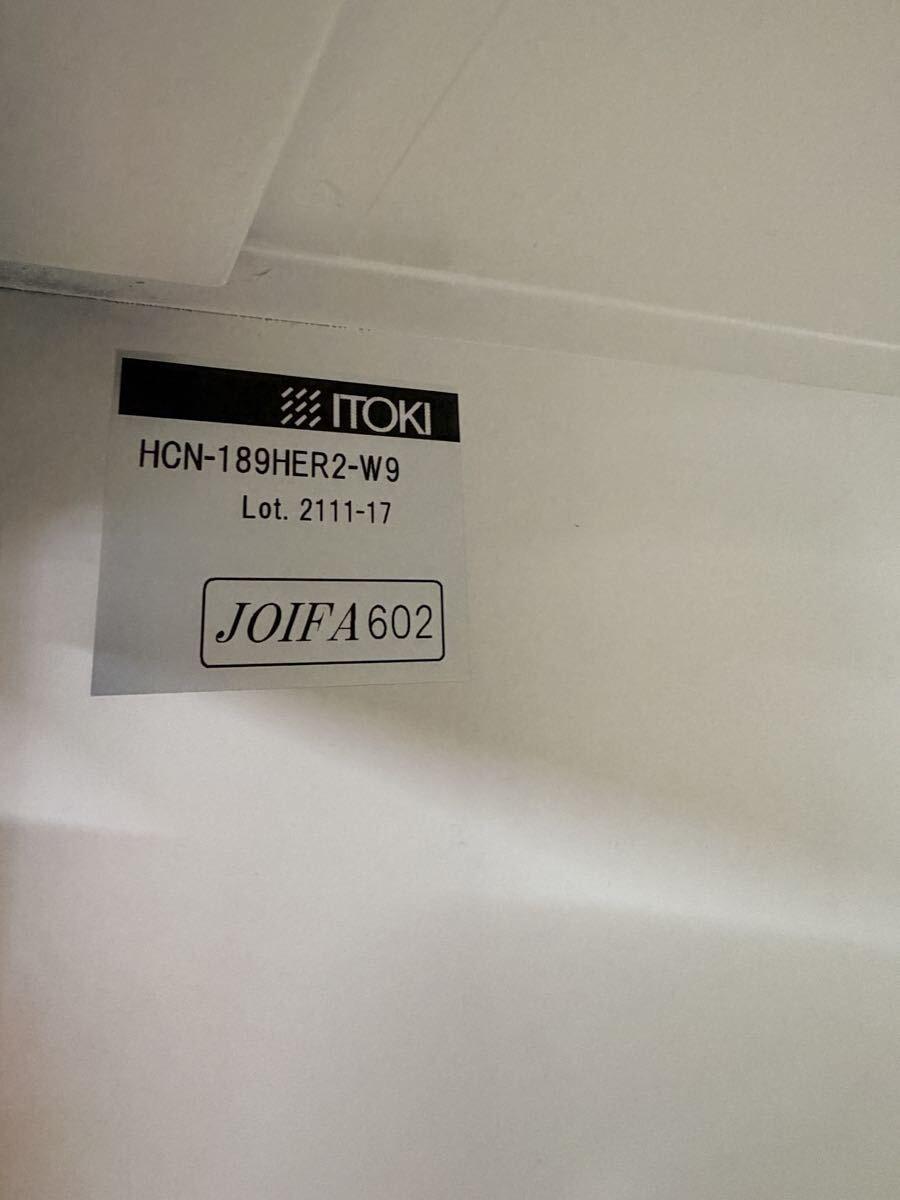 ITOKI
HCN-189HER2-W9
Lot. 2111-17
JOIFA602